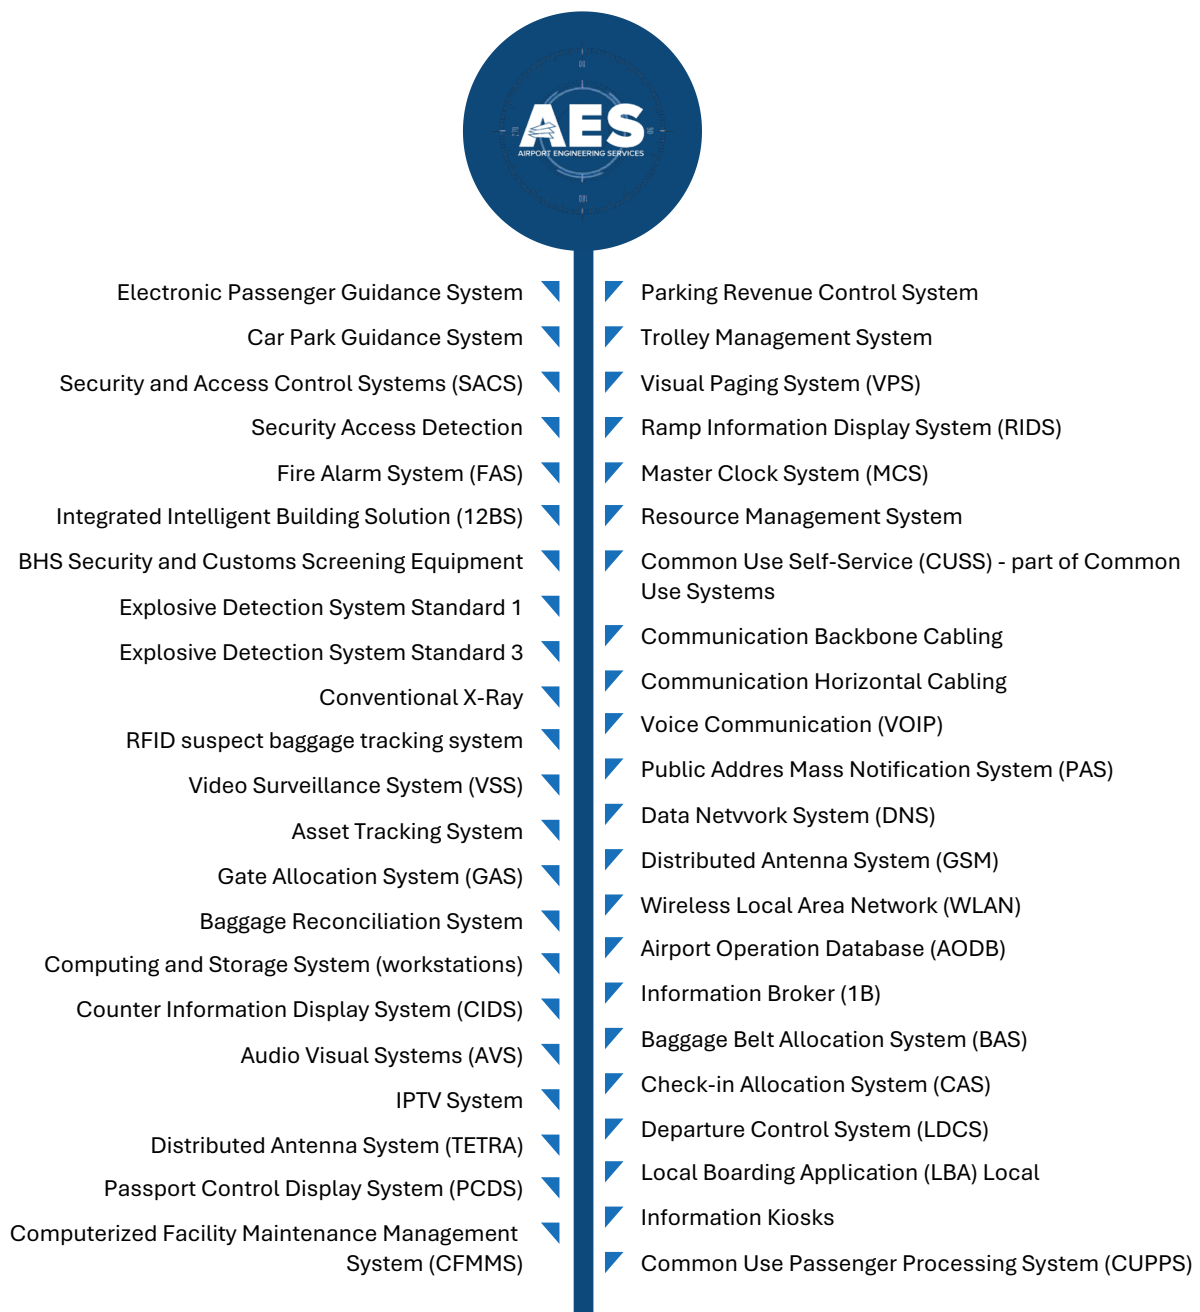 AES
AIRPORT ENGINEERING SERVICES
Electronic Passenger Guidance System
Car Park Guidance System
Security and Access Control Systems (SACS)
Security Access Detection
Fire Alarm System (FAS)
Integrated Intelligent Building Solution (12BS)
BHS Security and Customs Screening Equipment
Explosive Detection System Standard 1
Explosive Detection System Standard 3
Conventional X-Ray
RFID suspect baggage tracking system
Video Surveillance System (VSS)
Asset Tracking System
Gate Allocation System (GAS)
Baggage Reconciliation System
Computing and Storage System (workstations)
Counter Information Display System (CIDS)
Audio Visual Systems (AVS)
IPTV System
Distributed Antenna System (TETRA)
Passport Control Display System (PCDS)
Computerized Facility Maintenance Management
System (CFMMS)
Parking Revenue Control System
Trolley Management System
Visual Paging System (VPS)
Ramp Information Display System (RIDS)
Master Clock System (MCS)
Resource Management System
Common Use Self-Service (CUSS) - part of Common
Use Systems
Communication Backbone Cabling
Communication Horizontal Cabling
Voice Communication (VOIP)
Public Addres Mass Notification System (PAS)
Data Netvvork System (DNS)
Distributed Antenna System (GSM)
Wireless Local Area Network (WLAN)
Airport Operation Database (AODB)
Information Broker (1B)
Baggage Belt Allocation System (BAS)
Check-in Allocation System (CAS)
Departure Control System (LDCS)
Local Boarding Application (LBA) Local
Information Kiosks
Common Use Passenger Processing System (CUPPS)